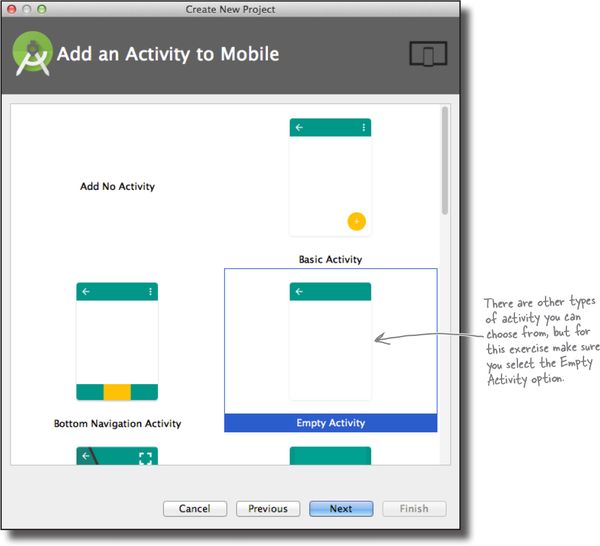 Create New Project
Add an Activity to Mobile
Add No Activity
Basic Activity
Bottom Navigation Activity
Empty Activity
There are other types
of activity you can
choose from, but for
this exercise make sure
you select the Empty
Activity option.
Cancel
Previous
Next
Finish